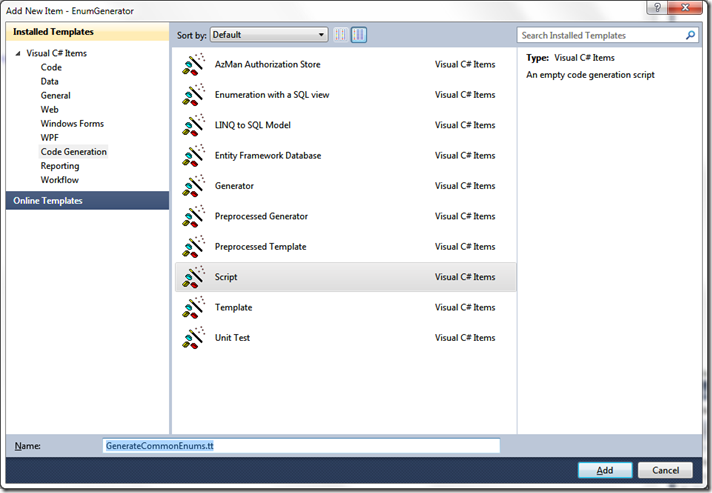 Add New Item - EnumGenerator
Installed Templates
Visual C# Items
Code
Data
General
Web
Windows Forms
WPF
Code Generation
Reporting
Workflow
Online Templates
Sort by: Default
AzMan Authorization Store Visual C# Items
Enumeration with a SQL view Visual C# Items
LINQ to SQL Model Visual C# Items
Entity Framework Database Visual C# Items
Generator Visual C# Items
Preprocessed Generator Visual C# Items
Preprocessed Template Visual C# Items
Script Visual C# Items
Template Visual C# Items
Unit Test Visual C# Items
Search Installed Templates
Type: Visual C# Items
An empty code generation script
Name: GenerateCommonEnums.tt
Add Cancel